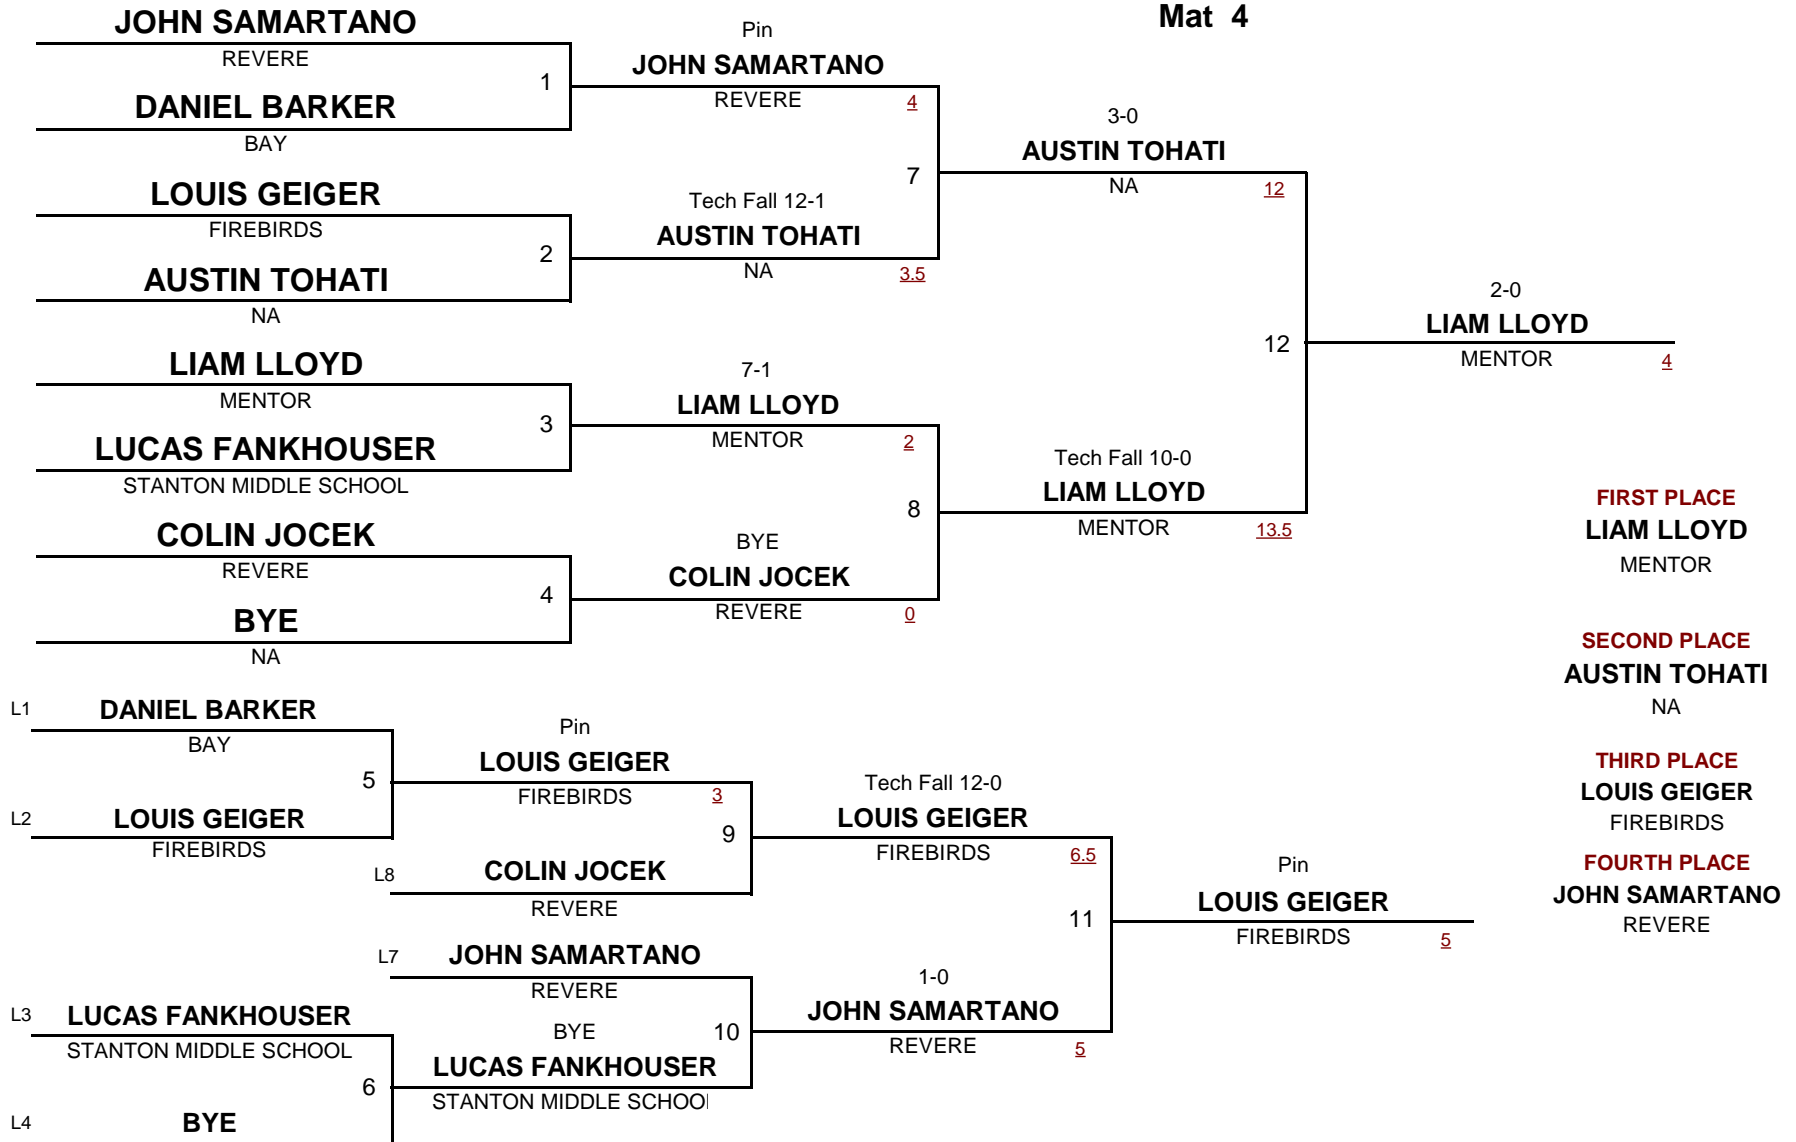 Mat 4
JOHN SAMARTANO
REVERE
1
DANIEL BARKER
BAY
Pin
JOHN SAMARTANO
REVERE
4
LOUIS GEIGER
FIREBIRDS
2
AUSTIN TOHATI
NA
Tech Fall 12-1
AUSTIN TOHATI
NA
3.5
7
3-0
AUSTIN TOHATI
NA
12
LIAM LLOYD
MENTOR
3
LUCAS FANKHOUSER
STANTON MIDDLE SCHOOL
7-1
LIAM LLOYD
MENTOR
2
COLIN JOCEK
REVERE
4
BYE
NA
BYE
COLIN JOCEK
REVERE
0
8
Tech Fall 10-0
LIAM LLOYD
MENTOR
13.5
12
2-0
LIAM LLOYD
MENTOR
4
FIRST PLACE
LIAM LLOYD
MENTOR
SECOND PLACE
AUSTIN TOHATI
NA
THIRD PLACE
LOUIS GEIGER
FIREBIRDS
FOURTH PLACE
JOHN SAMARTANO
REVERE
L1
DANIEL BARKER
BAY
5
L2
LOUIS GEIGER
FIREBIRDS
Pin
LOUIS GEIGER
FIREBIRDS
3
9
L8
COLIN JOCEK
REVERE
Tech Fall 12-0
LOUIS GEIGER
FIREBIRDS
6.5
L7
JOHN SAMARTANO
REVERE
10
L3
LUCAS FANKHOUSER
STANTON MIDDLE SCHOOL
6
L4
BYE
BYE
LUCAS FANKHOUSER
STANTON MIDDLE SCHOO
1-0
JOHN SAMARTANO
REVERE
5
11
Pin
LOUIS GEIGER
FIREBIRDS
5